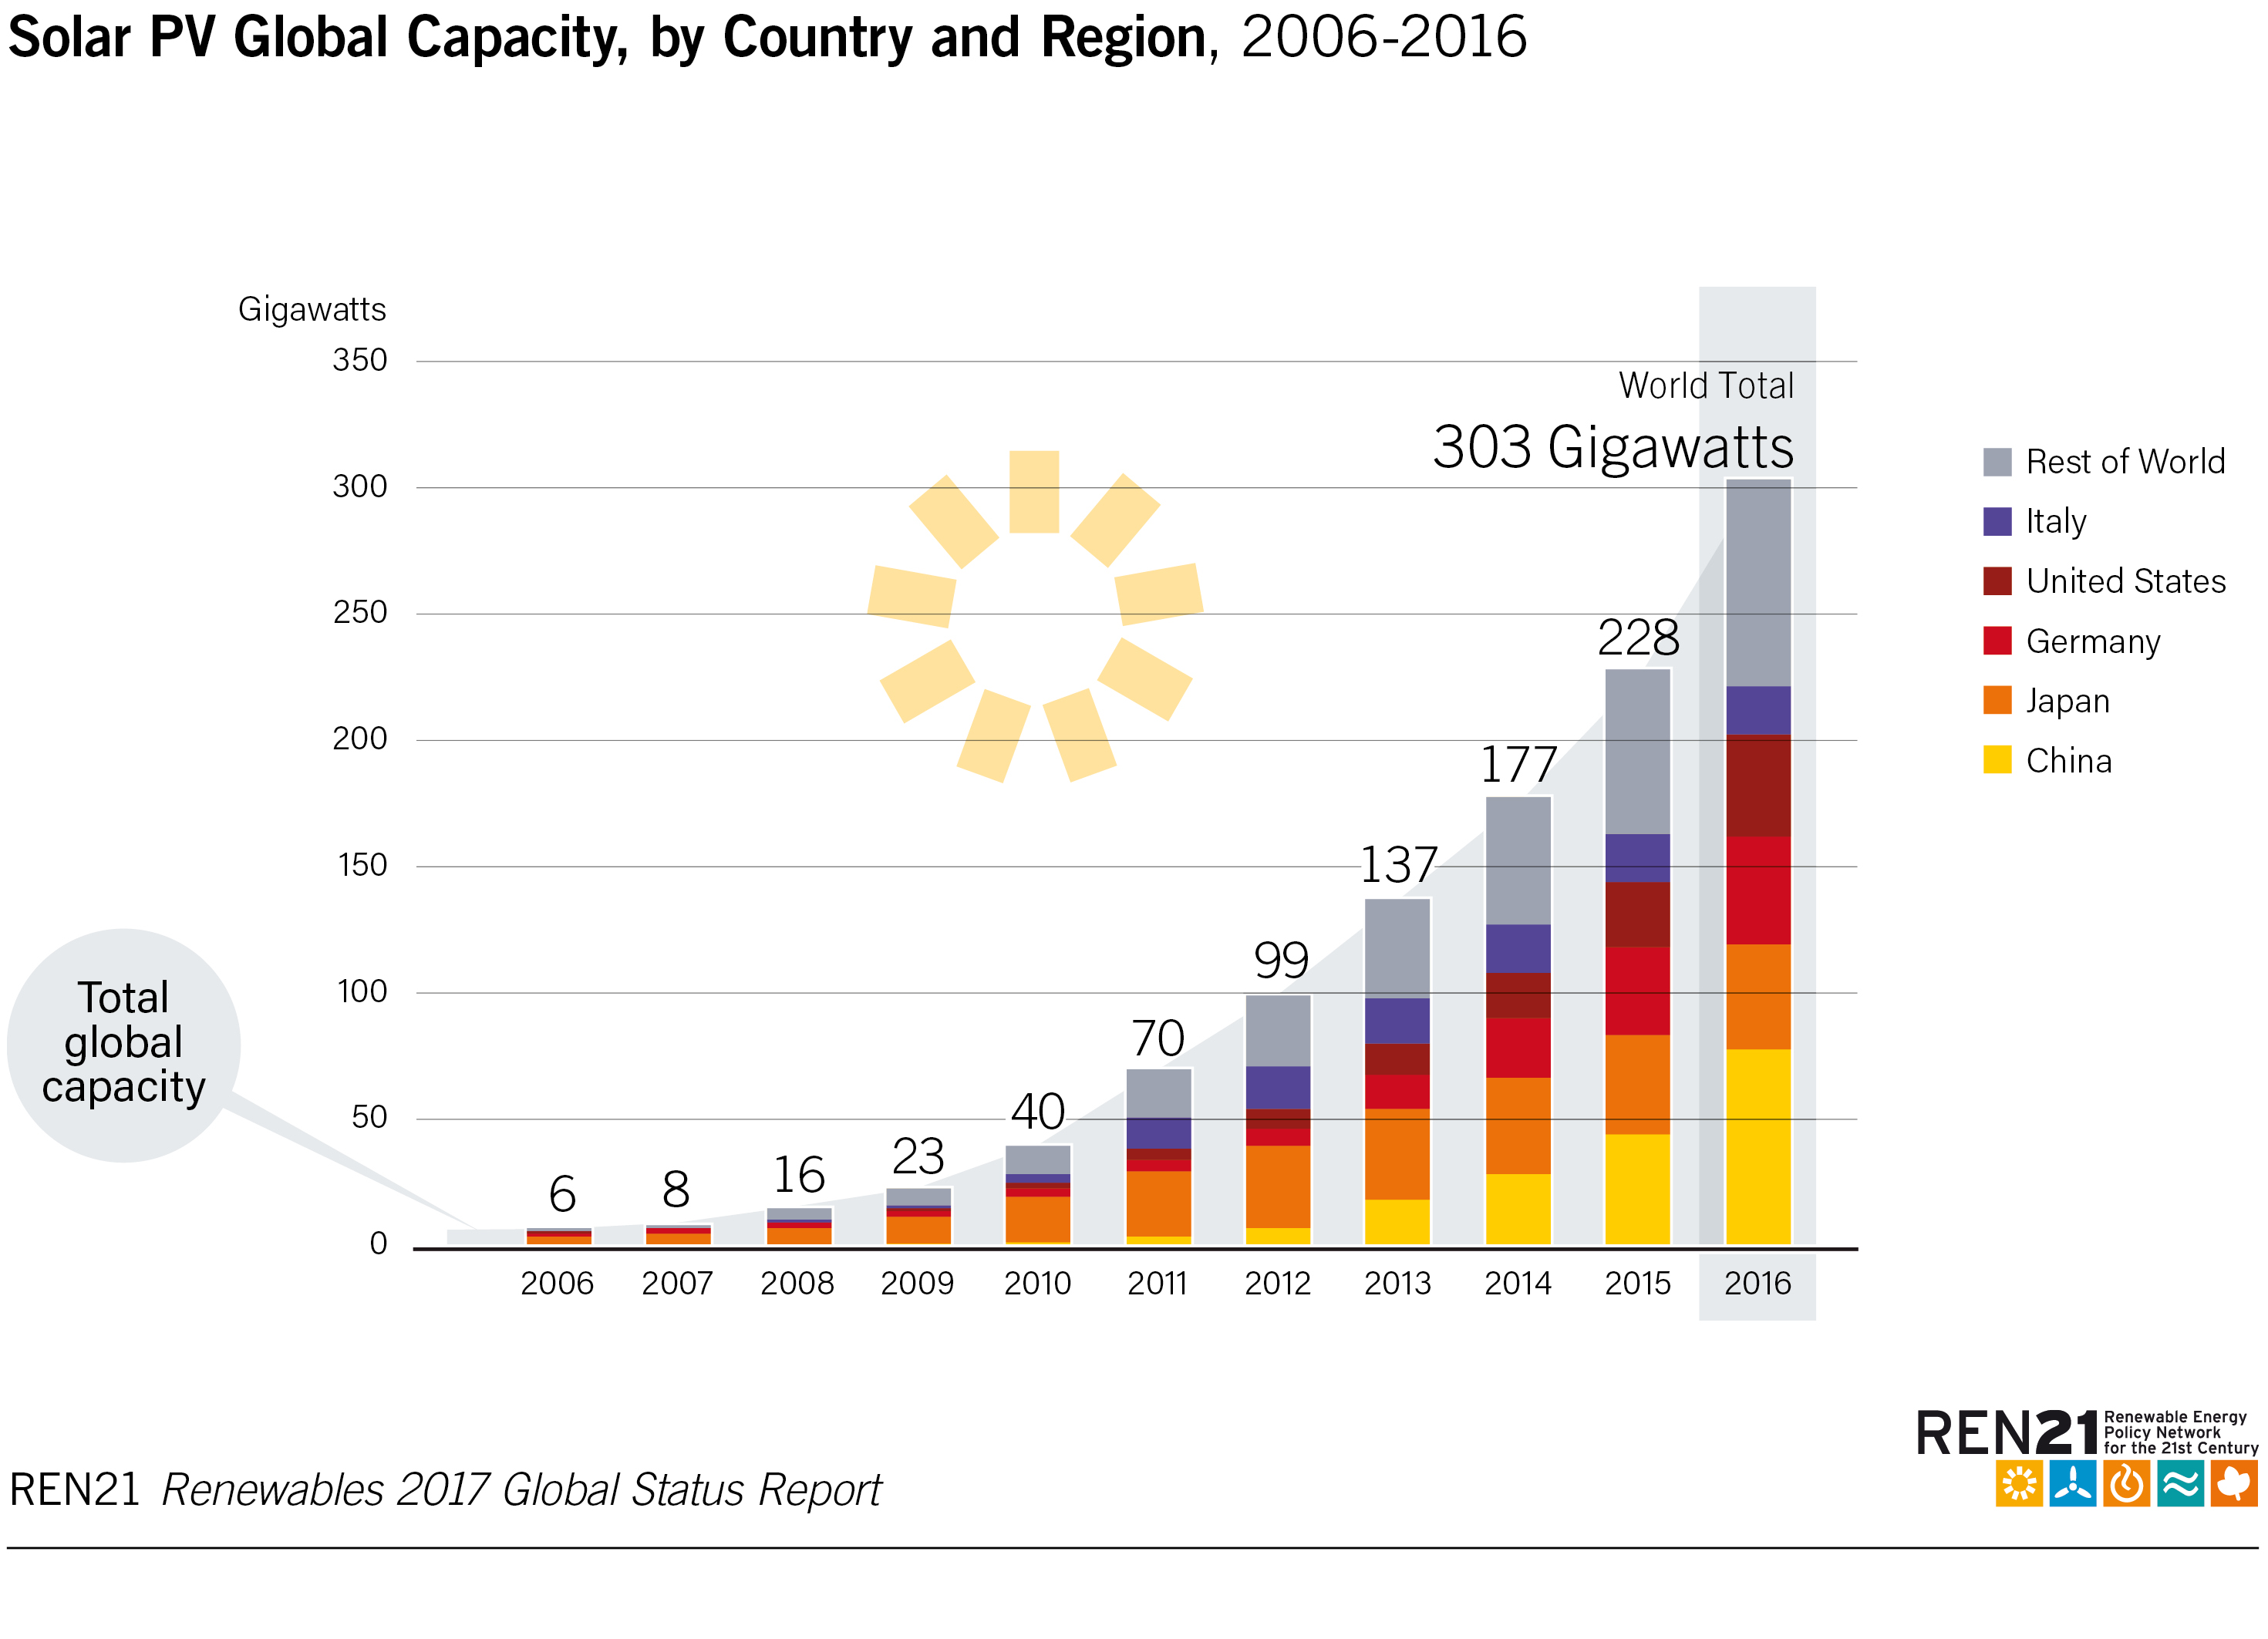 Solar PV Global Capacity, by Country and Region, 2006-2016
Gigawatts
350
300
250
200
150
100
50
0
World Total
303 Gigawatts
228
177
137
99
70
40
23
16
8
6
Total
global
capacity
2006 2007 2008 2009 2010 2011 2012 2013 2014 2015 2016
Rest of World
Italy
United States
Germany
Japan
China
REN21 Renewables 2017 Global Status Report
REN21
Renewable Energy
Policy Network
for the 21st Century